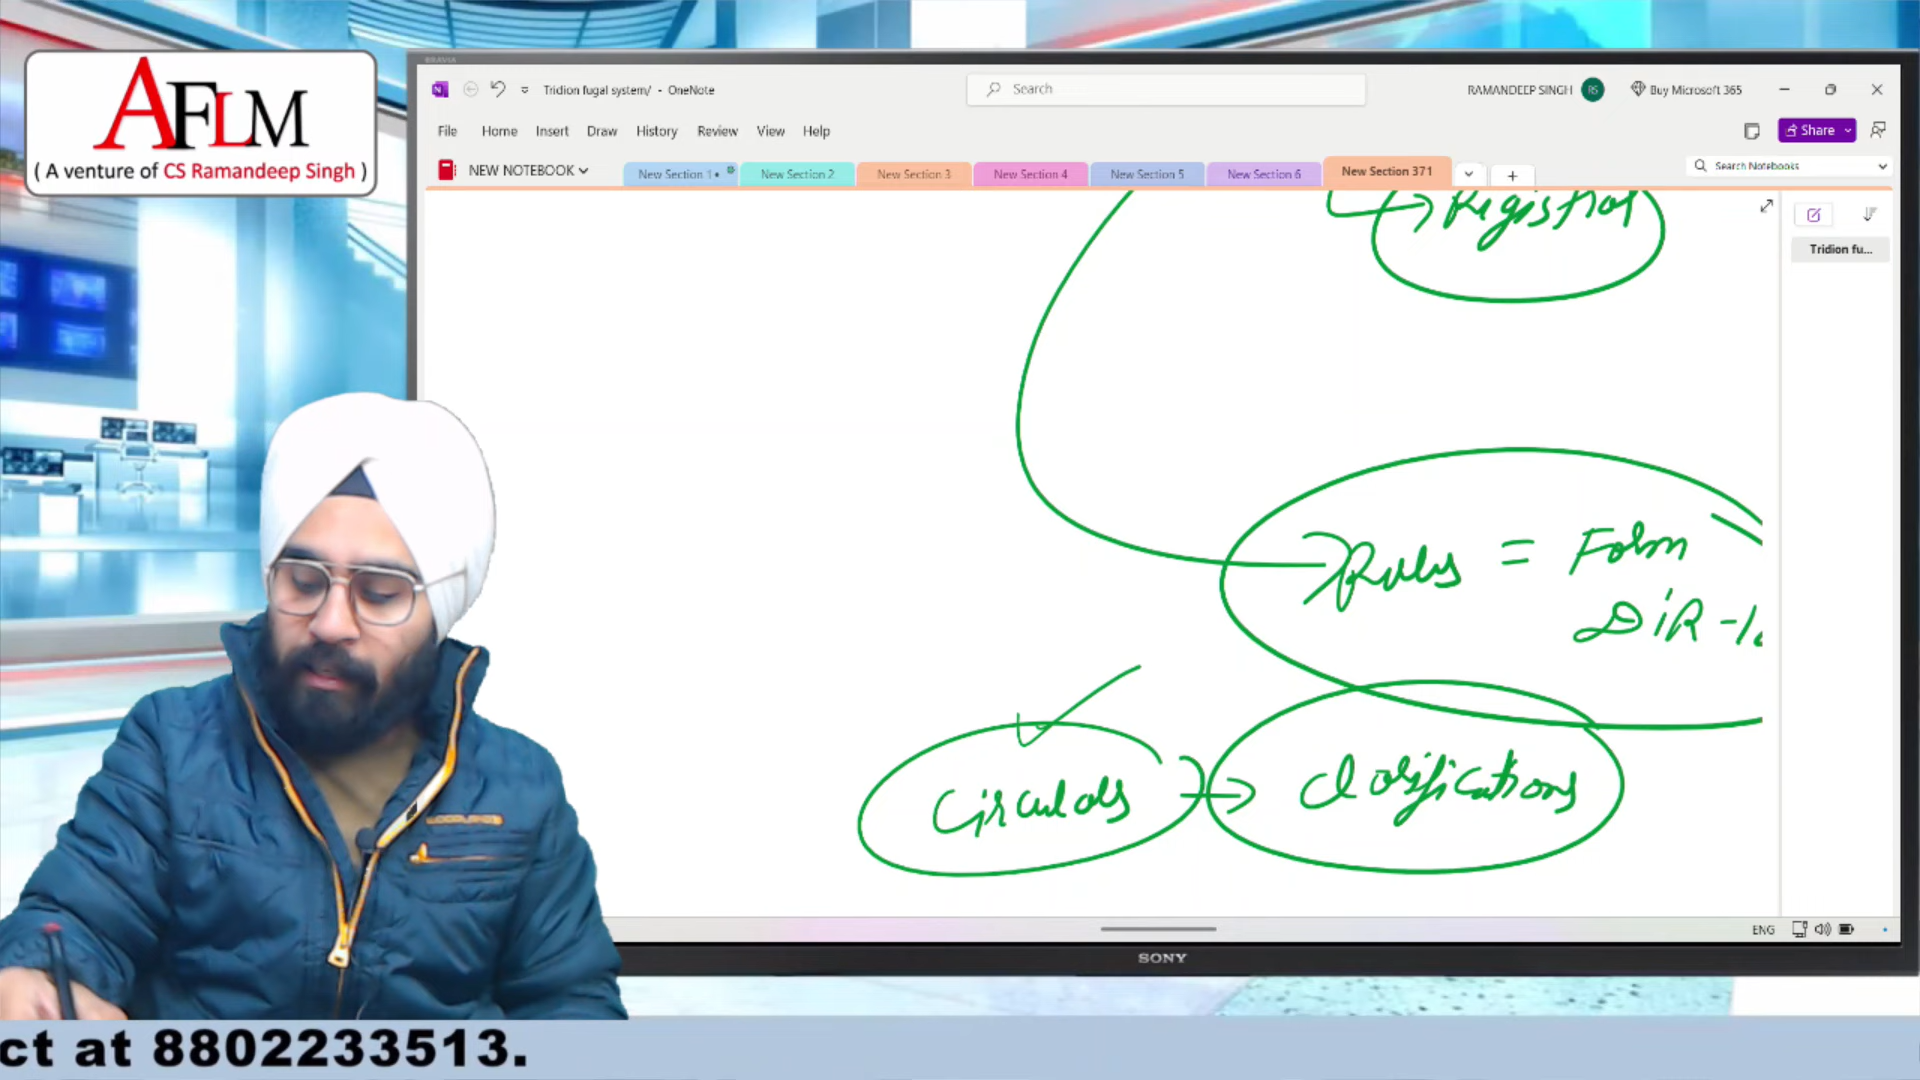 AFLM
( A venture of CS Ramandeep Singh )
BRAVIA
Tridion fugal system/ - OneNote
Search
RAMANDEEP SINGH
RS
Buy Microsoft 365
File Home Insert Draw History Review View Help
Share
NEW NOTEBOOK
New Section 1
New Section 2
New Section 3
New Section 4
New Section 5
New Section 6
New Section 371
Search Notebooks
Tridion fu...
Registrar
Rules = Form
DiR-12
Circulars → Clarifications
ENG
SONY
ct at 8802233513.